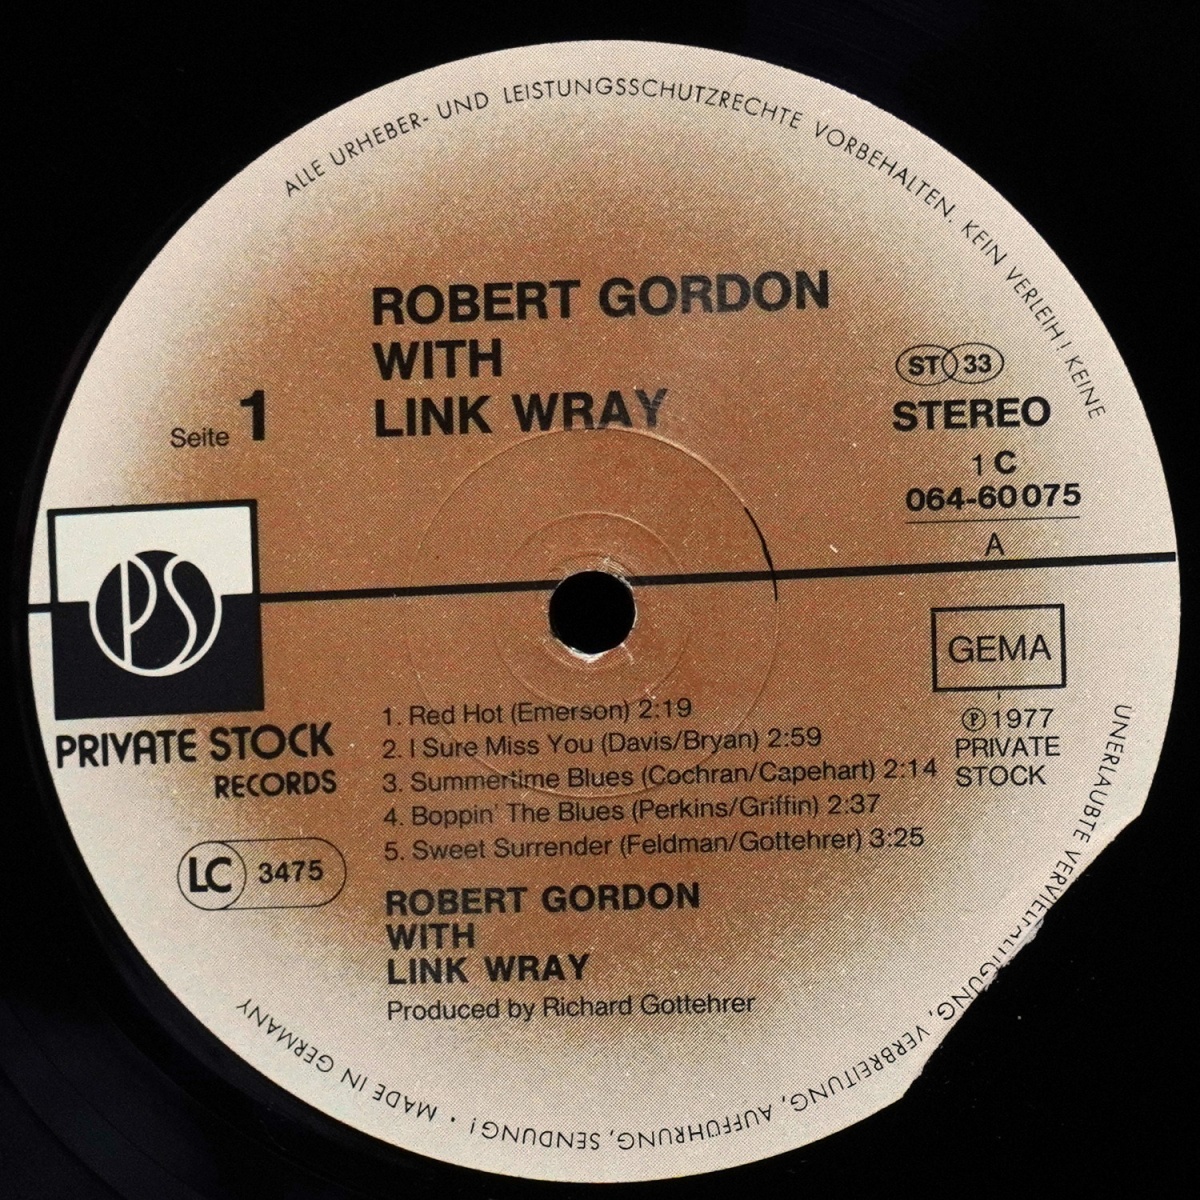 ALLE URHEBER- UND LEISTUNGSSCHUTZRECHTE VORBEHALTEN. KEIN VERLEIH! KEINE
UNERLAUBTE VERVIELFÄLTIGUNG, VERBREITUNG, AUFFÜHRUNG, SENDUNG! · MADE IN GERMANY
ROBERT GORDON
WITH
LINK WRAY
Seite 1
ST 33
STEREO
1 C
064-60 075
A
PS
PRIVATE STOCK
RECORDS
LC 3475
GEMA
℗ 1977
PRIVATE
STOCK
1. Red Hot (Emerson) 2:19
2. I Sure Miss You (Davis/Bryan) 2:59
3. Summertime Blues (Cochran/Capehart) 2:14
4. Boppin' The Blues (Perkins/Griffin) 2:37
5. Sweet Surrender (Feldman/Gottehrer) 3:25
ROBERT GORDON
WITH
LINK WRAY
Produced by Richard Gottehrer